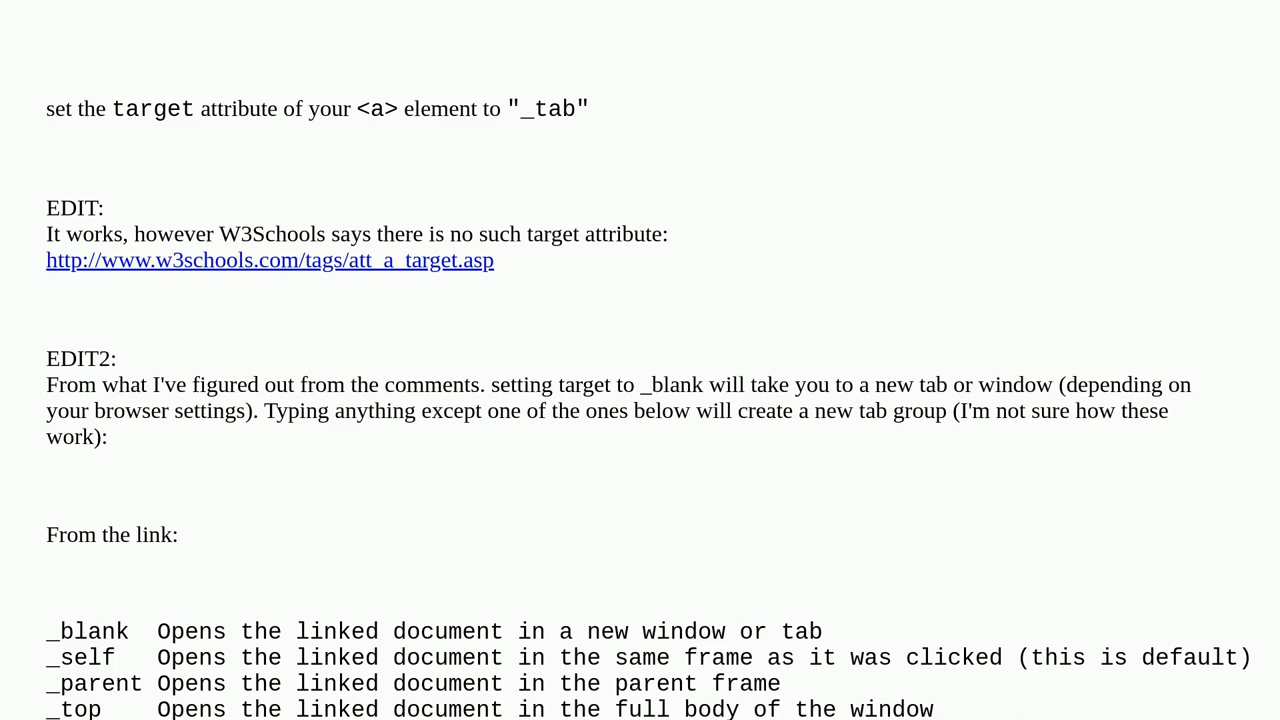 set the target attribute of your <a> element to "_tab"
EDIT:
It works, however W3Schools says there is no such target attribute:
http://www.w3schools.com/tags/att_a_target.asp
EDIT2:
From what I've figured out from the comments. setting target to _blank will take you to a new tab or window (depending on
your browser settings). Typing anything except one of the ones below will create a new tab group (I'm not sure how these
work):
From the link:
_blank  Opens the linked document in a new window or tab
_self   Opens the linked document in the same frame as it was clicked (this is default)
_parent Opens the linked document in the parent frame
_top    Opens the linked document in the full body of the window